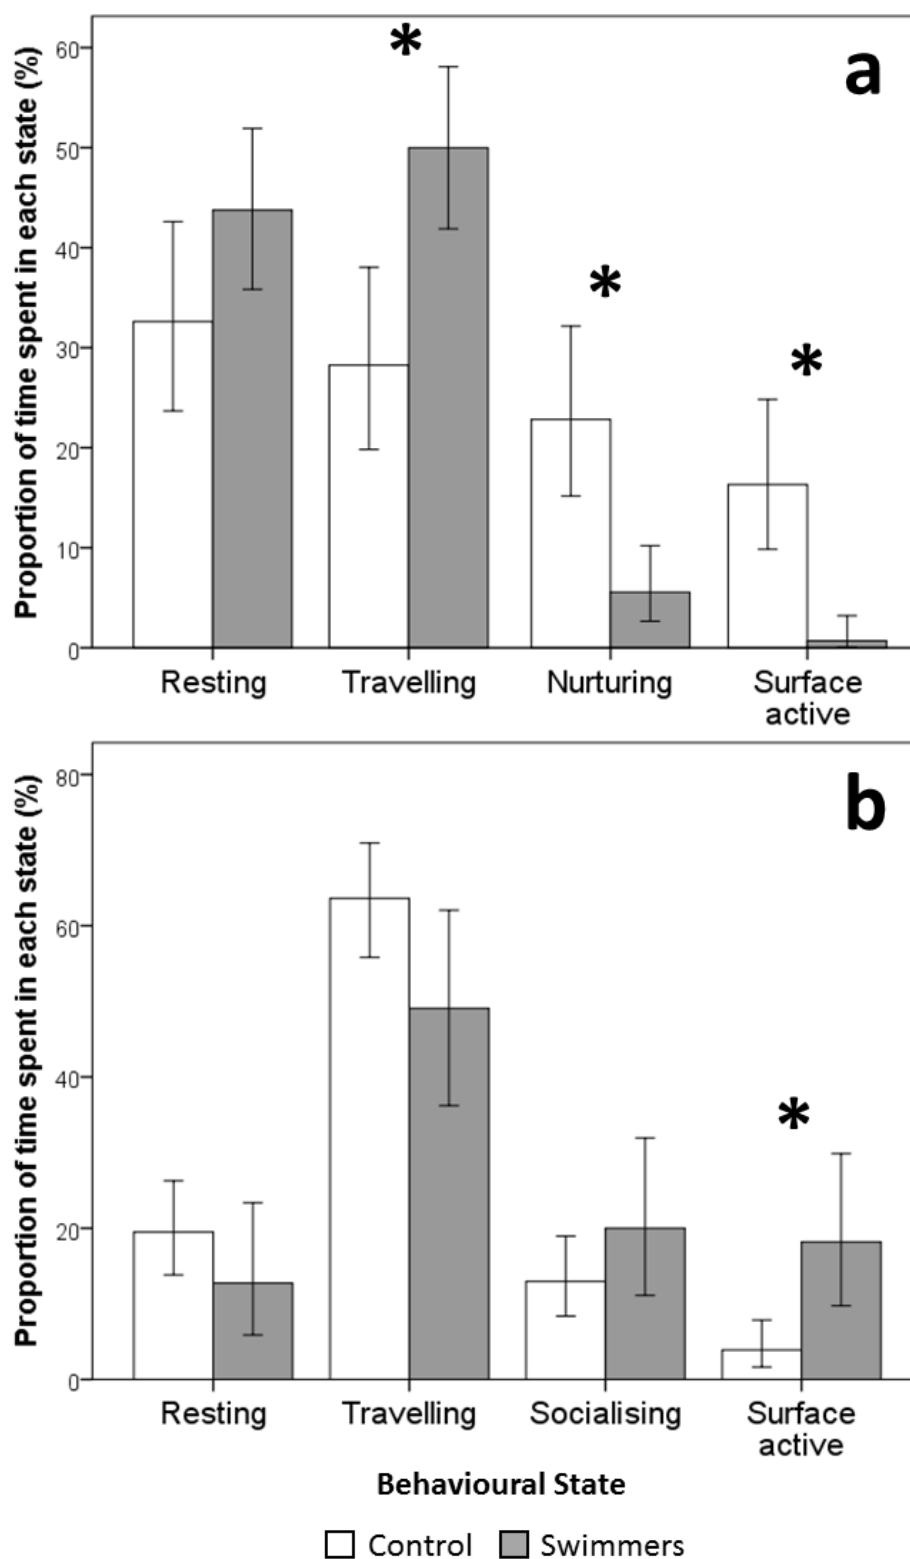 Proportion of time spent in each state (%)
60
50
40
30
20
10
0
*
*
*
a
Resting
Travelling
Nurturing
Surface
active
Proportion of time spent in each state (%)
80
60
40
20
0
*
b
Resting
Travelling
Socialising
Surface
active
Behavioural State
Control
Swimmers